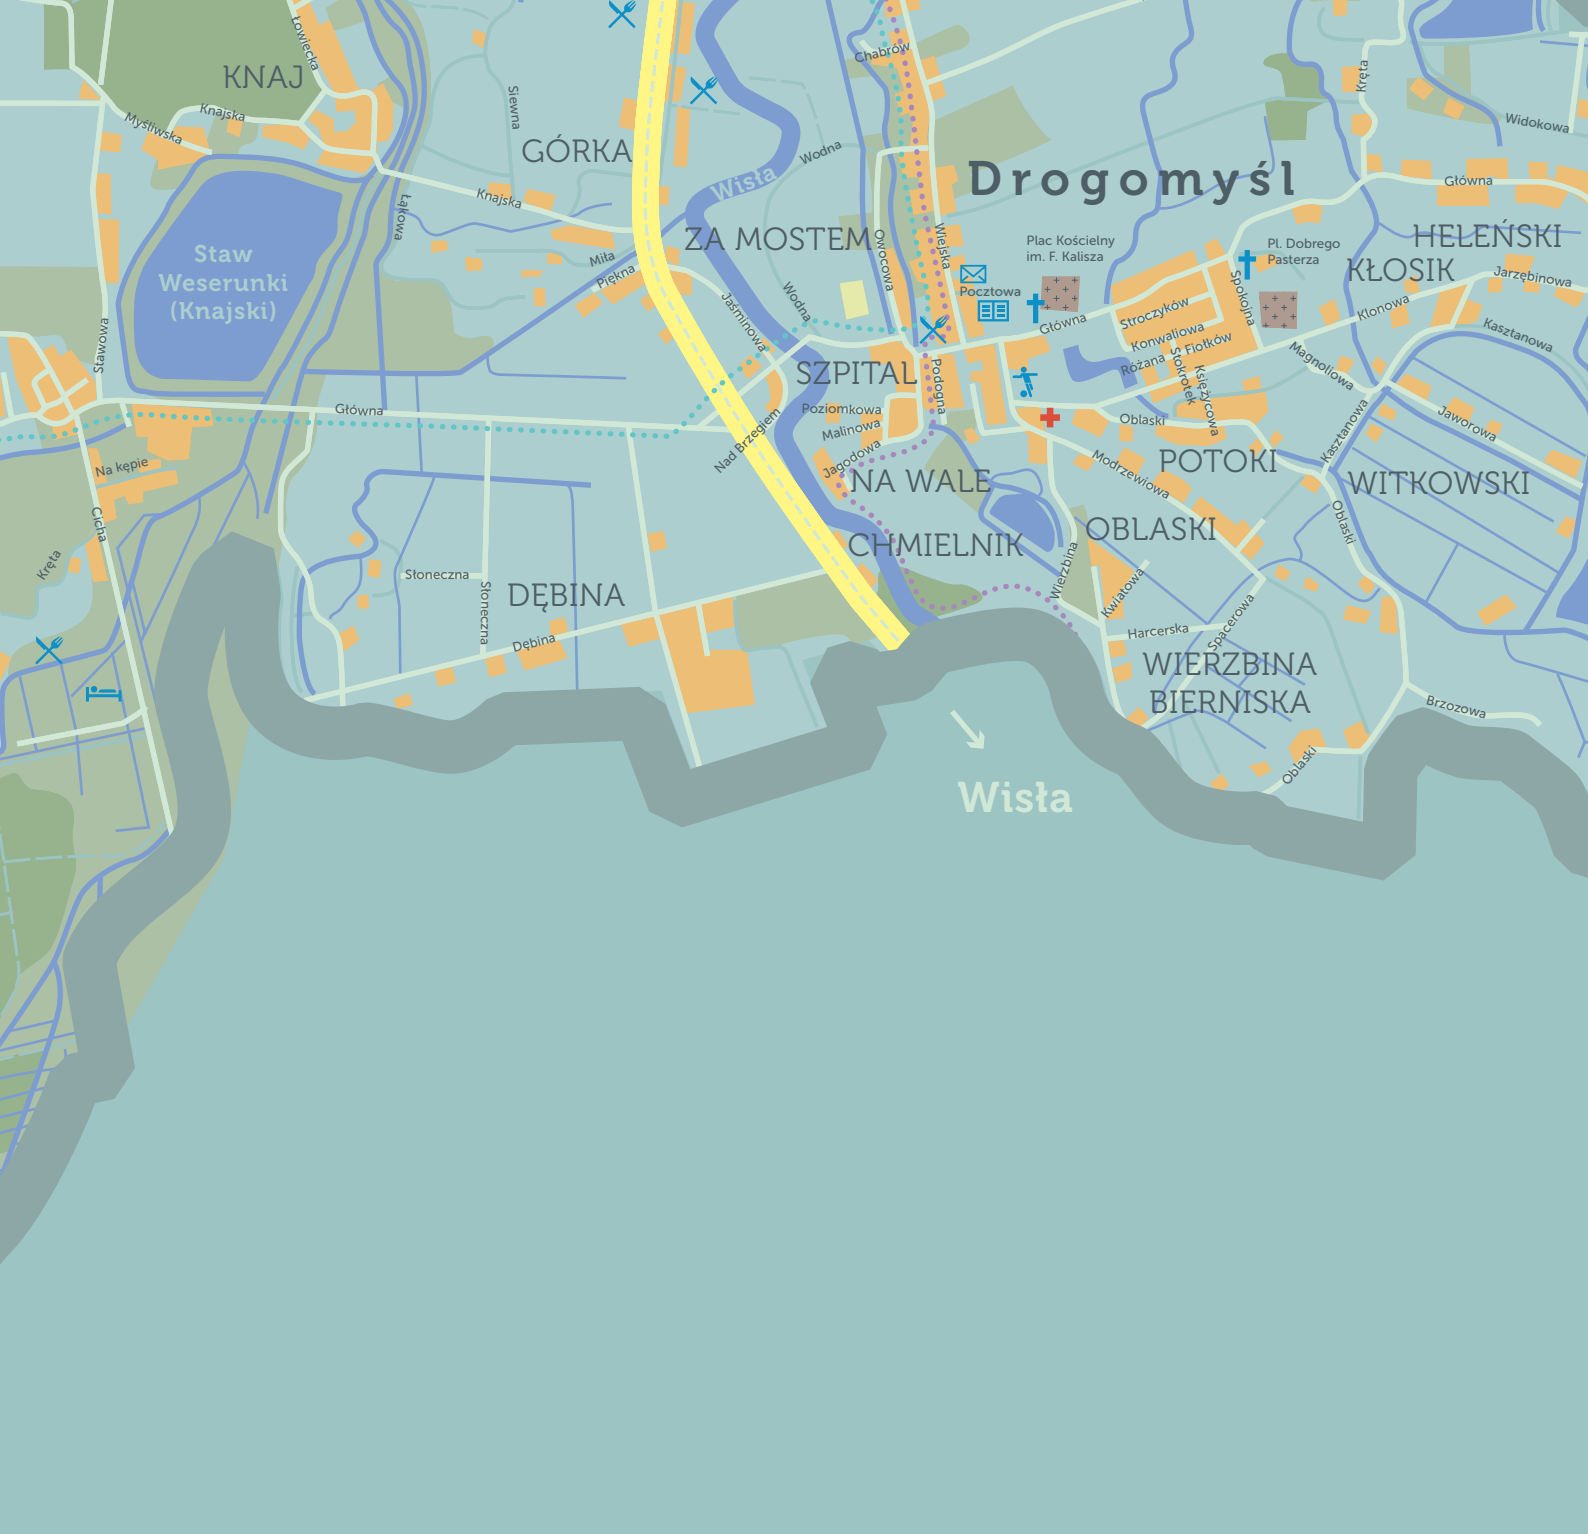 Łowiecka
KNAJ
Knajska
Myśliwska
Siewna
GÓRKA
Chabrów
Kręta
Widokowa
Wodna
Wisła
Drogomyśl
Główna
Knajska
Łąkowa
ZA MOSTEM
Owocowa
Wiejska
Plac Kościelny
im. F. Kalisza
Pl. Dobrego
Pasterza
HELEŃSKI
KŁOSIK
Jarzębinowa
Staw
Weserunki
(Knajski)
Miła
Piękna
Jaśminowa
Wodna
Pocztowa
Główna
Stroczyków
Spokojna
Klonowa
Kasztanowa
Stawowa
Konwaliowa
Różana
Fiołków
Stokrotek
Księżycowa
Magnoliowa
SZPITAL
Podogna
Główna
Poziomkowa
Malinowa
Jagodowa
Nad Brzegiem
Oblaski
Kasztanowa
Jaworowa
Na kępie
NA WALE
Modrzewiowa
POTOKI
WITKOWSKI
Cicha
CHMIELNIK
OBLASKI
Oblaski
Kręta
Słoneczna
Słoneczna
DĘBINA
Wierzbina
Kwiatowa
Dębina
Harcerska
Spacerowa
WIERZBINA
BIERNISKA
Brzozowa
Oblaski
Wisła